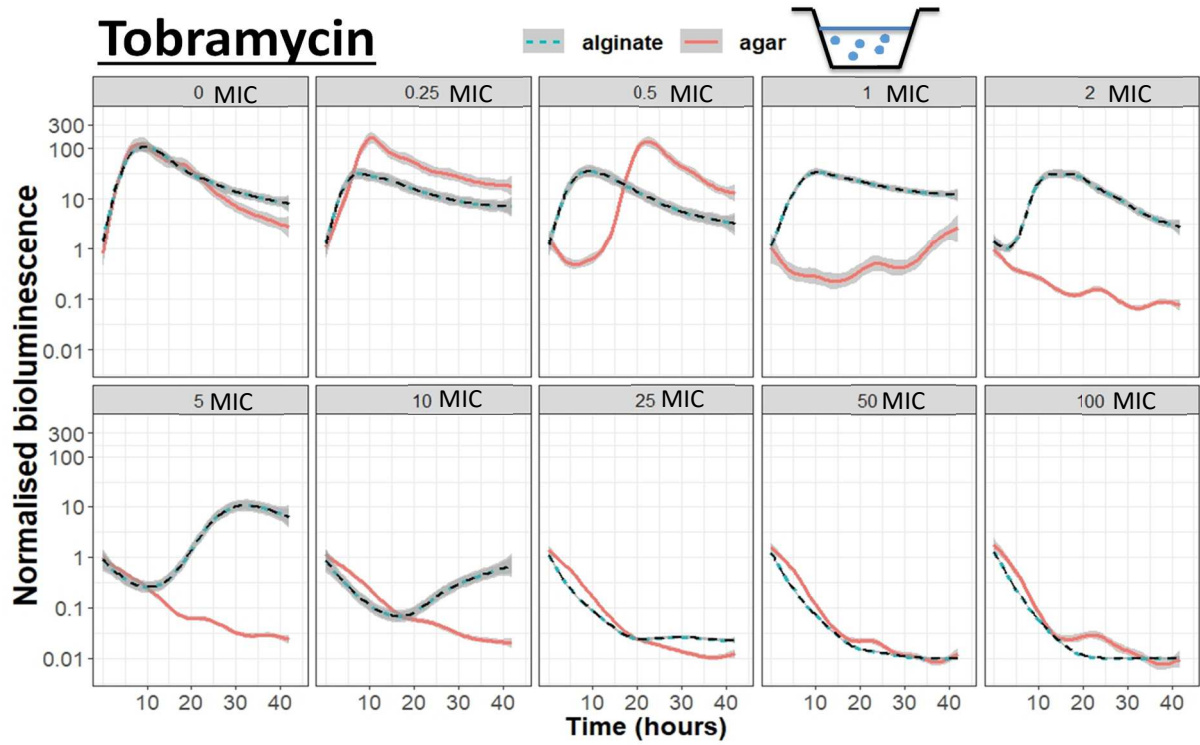 Tobramycin
alginate agar
0 MIC 0.25 MIC 0.5 MIC 1 MIC 2 MIC
300
100
10
1
0.1
0.01
Normalised bioluminescence
5 MIC 10 MIC 25 MIC 50 MIC 100 MIC
300
100
10
1
0.1
0.01
10 20 30 40 10 20 30 40 10 20 30 40 10 20 30 40 10 20 30 40
Time (hours)